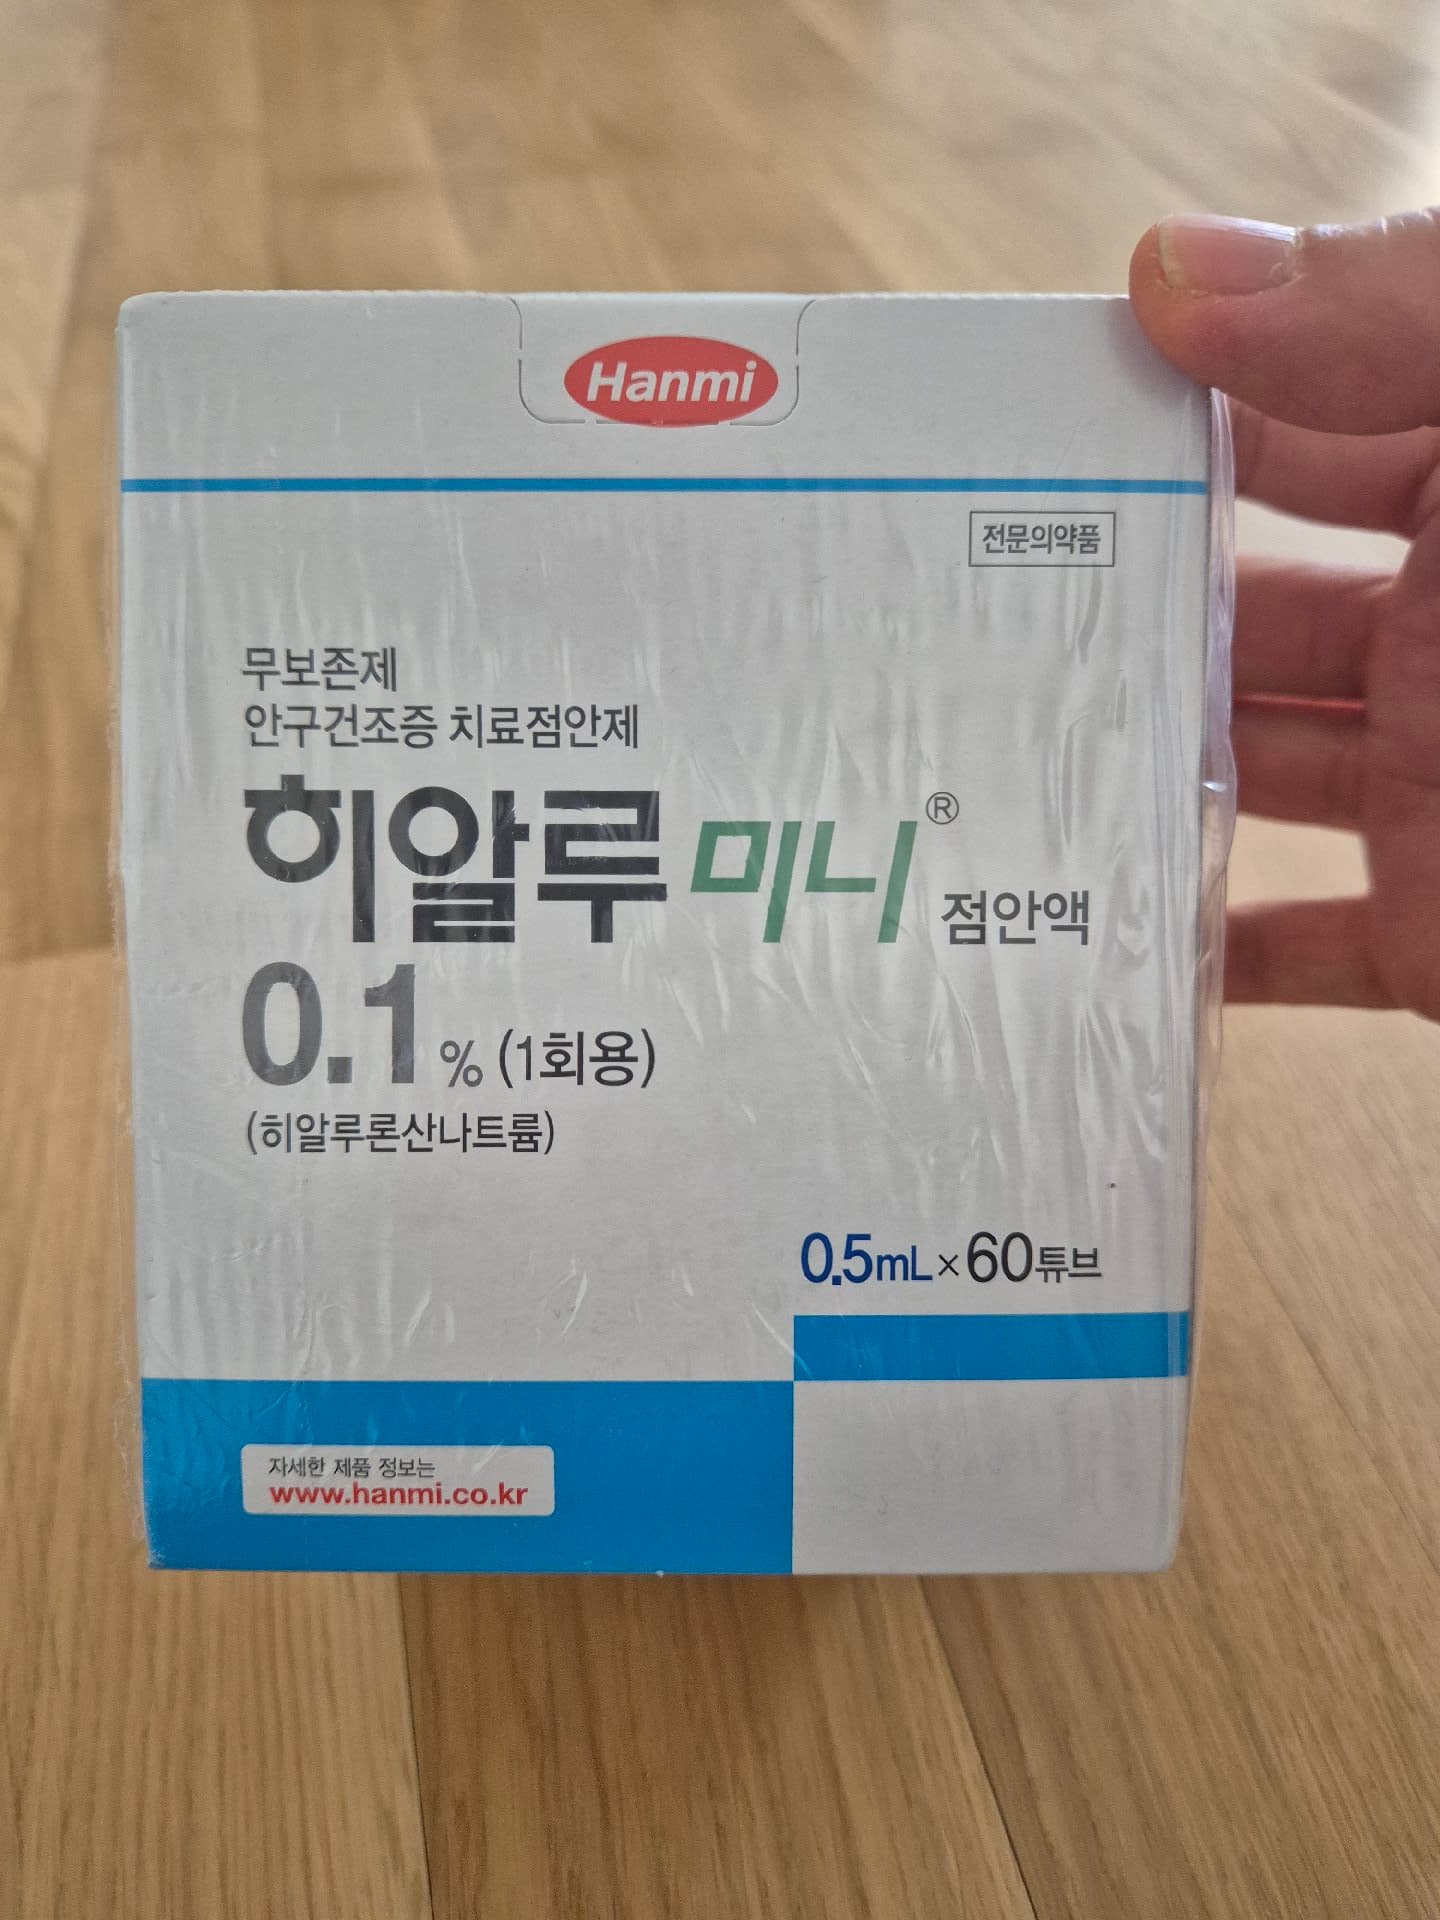 Hanmi
전문의약품
무보존제
안구건조증 치료점안제
히알루미니® 점안액
0.1% (1회용)
(히알루론산나트륨)
0.5mL×60튜브
자세한 제품 정보는
www.hanmi.co.kr